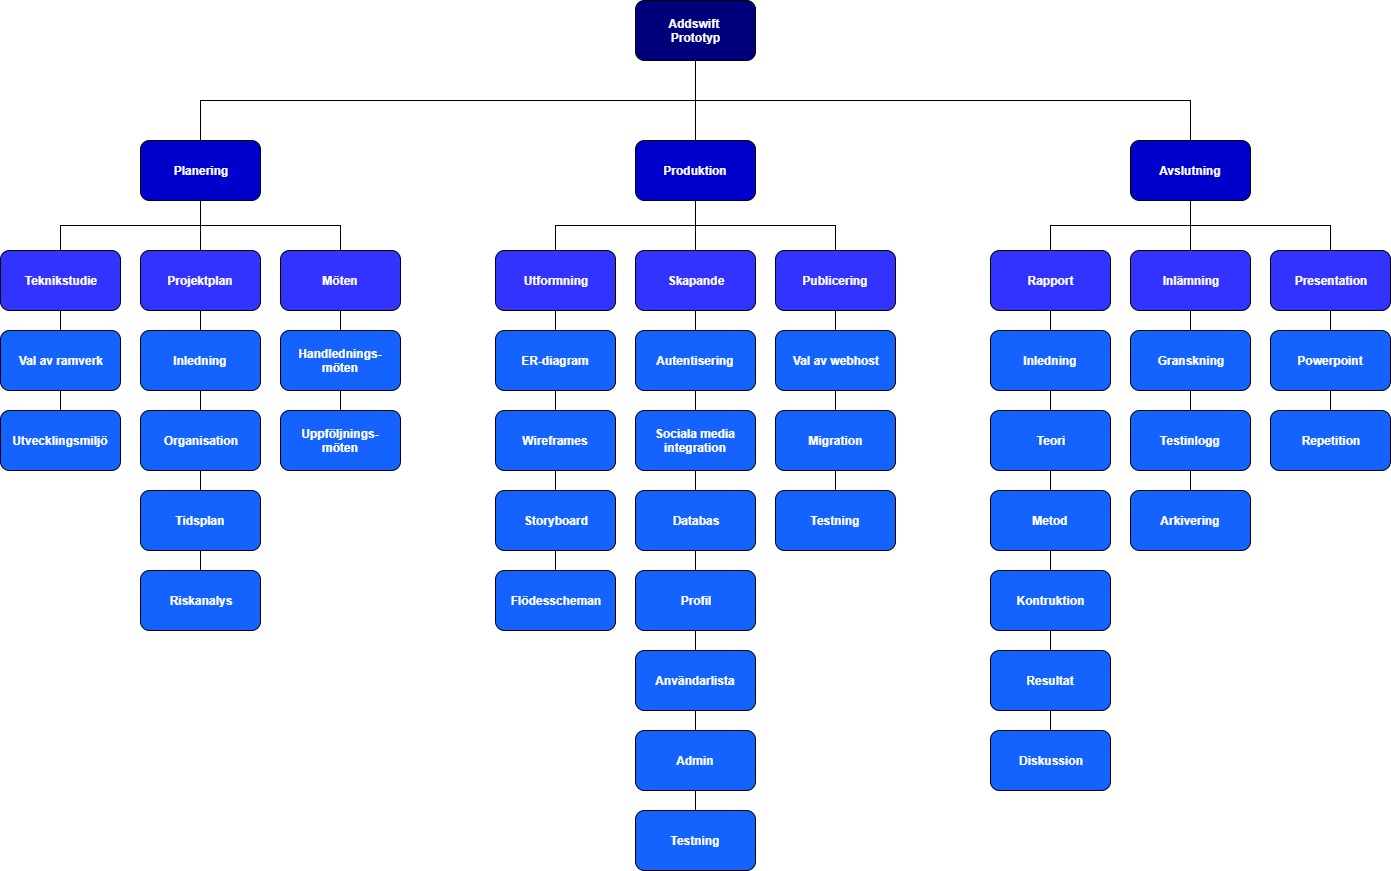 Addswift
Prototyp
Planering
Produktion
Avslutning
Teknikstudie
Projektplan
Möten
Utformning
Skapande
Publicering
Rapport
Inlämning
Presentation
Val av ramverk
Inledning
Handlednings-
möten
ER-diagram
Autentisering
Val av webhost
Inledning
Granskning
Powerpoint
Utvecklingsmiljö
Organisation
Uppföljnings-
möten
Wireframes
Sociala media
integration
Migration
Teori
Testinlogg
Repetition
Tidsplan
Storyboard
Databas
Testning
Metod
Arkivering
Riskanalys
Flödesscheman
Profil
Kontruktion
Användarlista
Resultat
Admin
Diskussion
Testning